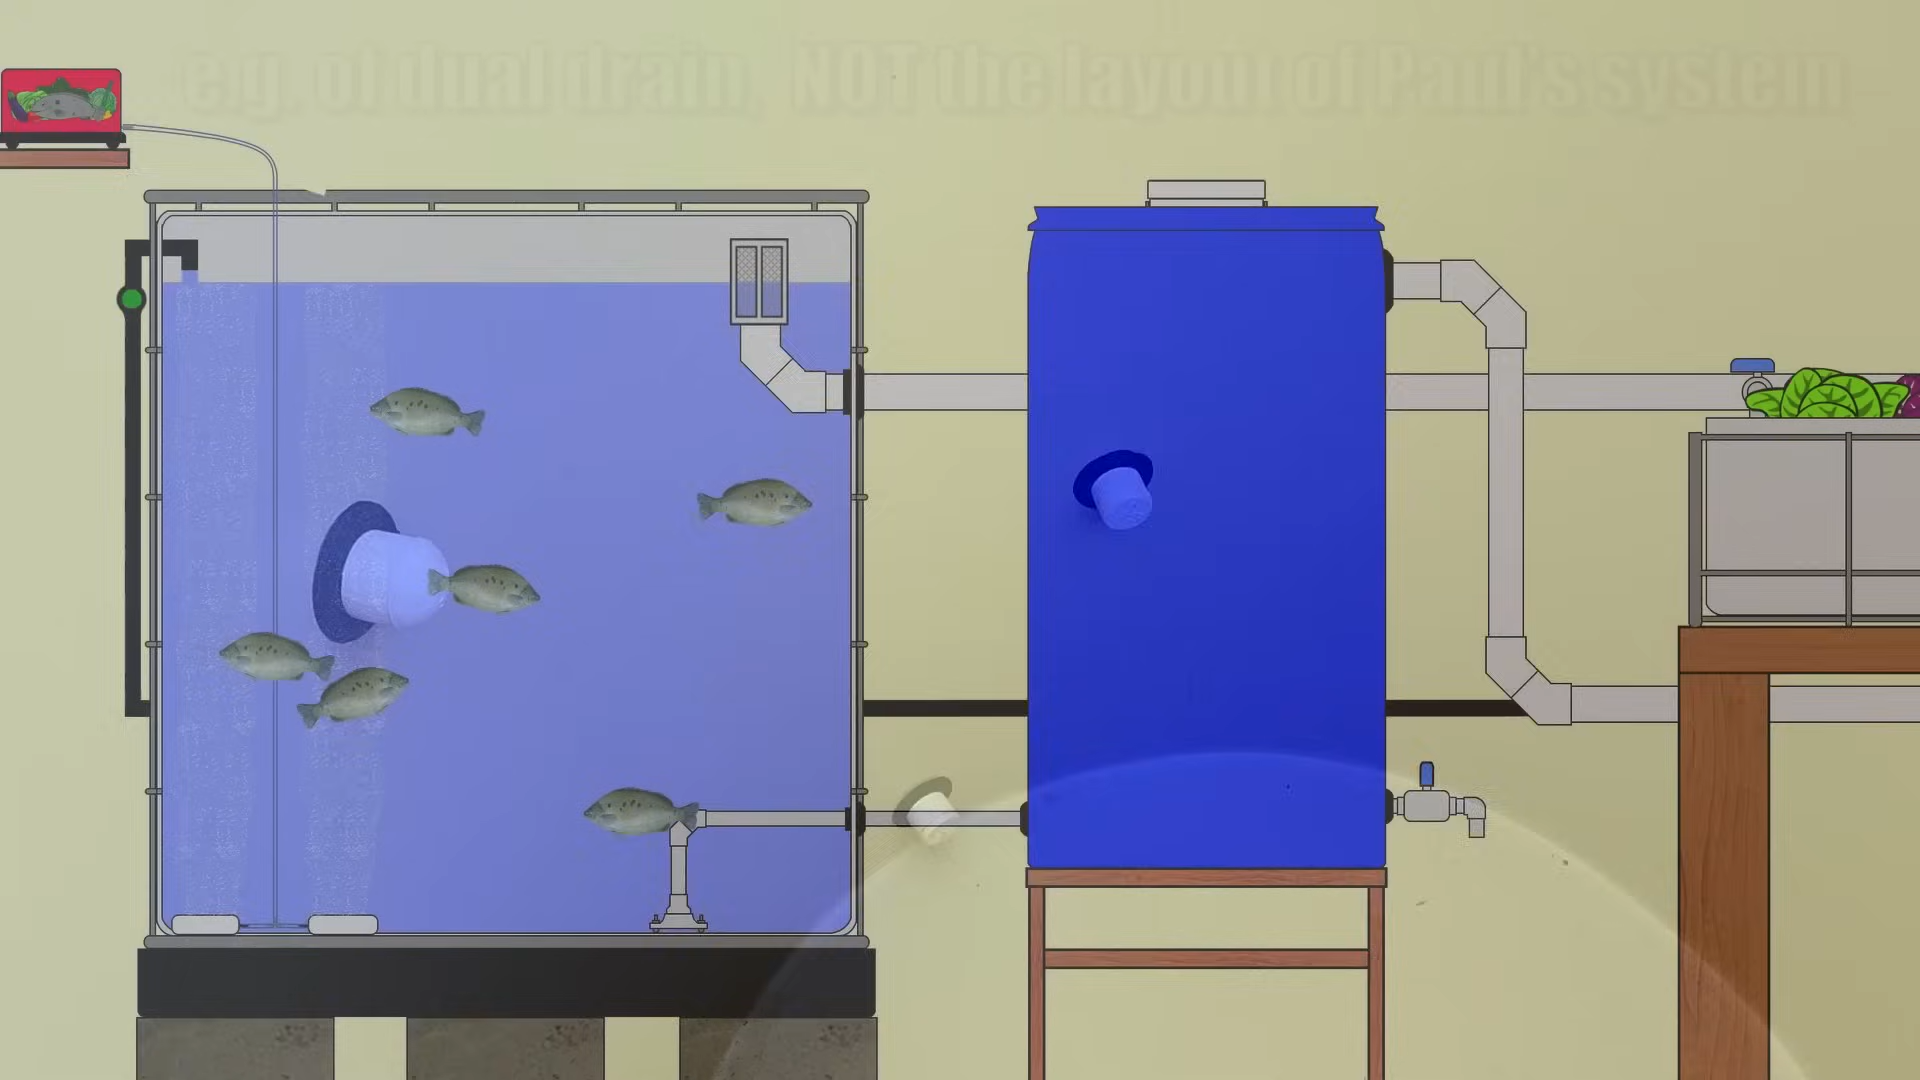 e.g. of dual drain, NOT the layout of Paul's system